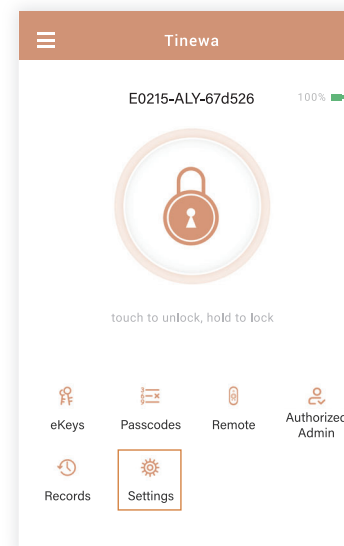 Tinewa
E0215-ALY-67d526
100%
touch to unlock, hold to lock
eKeys
Passcodes
Remote
Authorized
Admin
Records
Settings